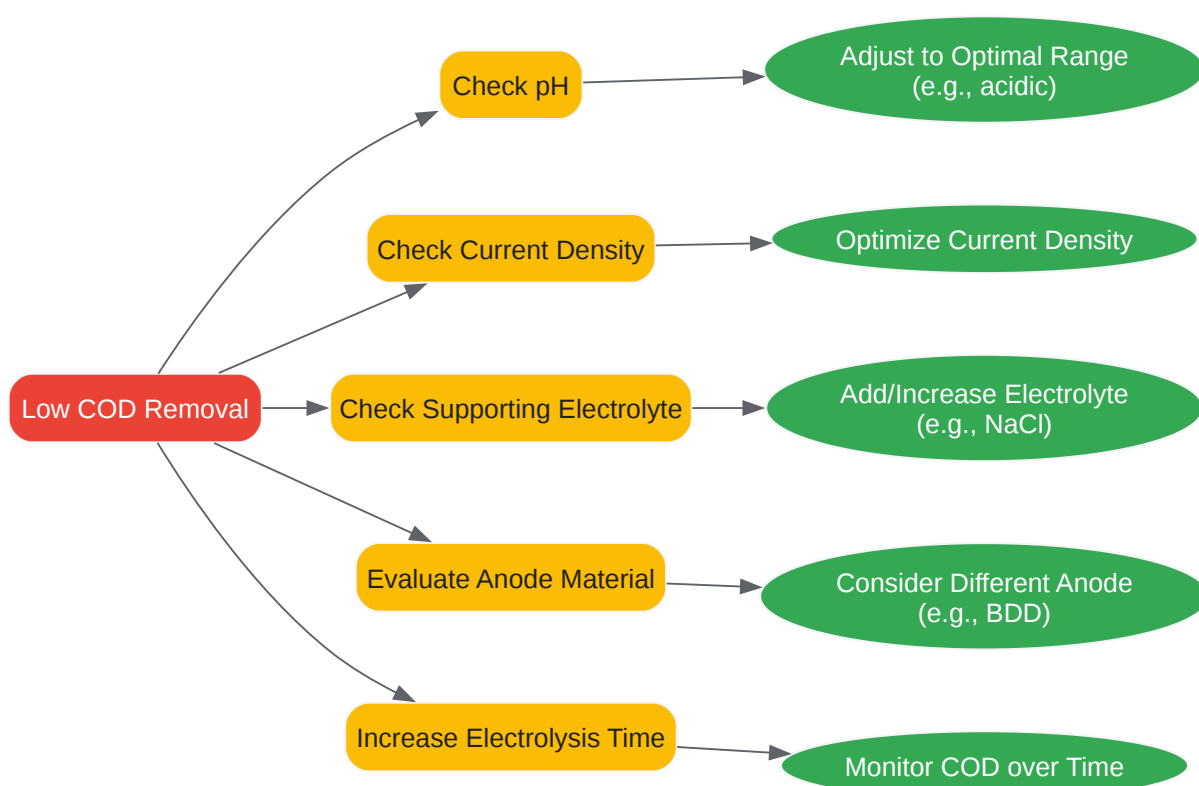 Check pH
Adjust to Optimal Range
(e.g., acidic)
Check Current Density
Optimize Current Density
Low COD Removal
Check Supporting Electrolyte
Add/Increase Electrolyte
(e.g., NaCl)
Evaluate Anode Material
Consider Different Anode
(e.g., BDD)
Increase Electrolysis Time
Monitor COD over Time